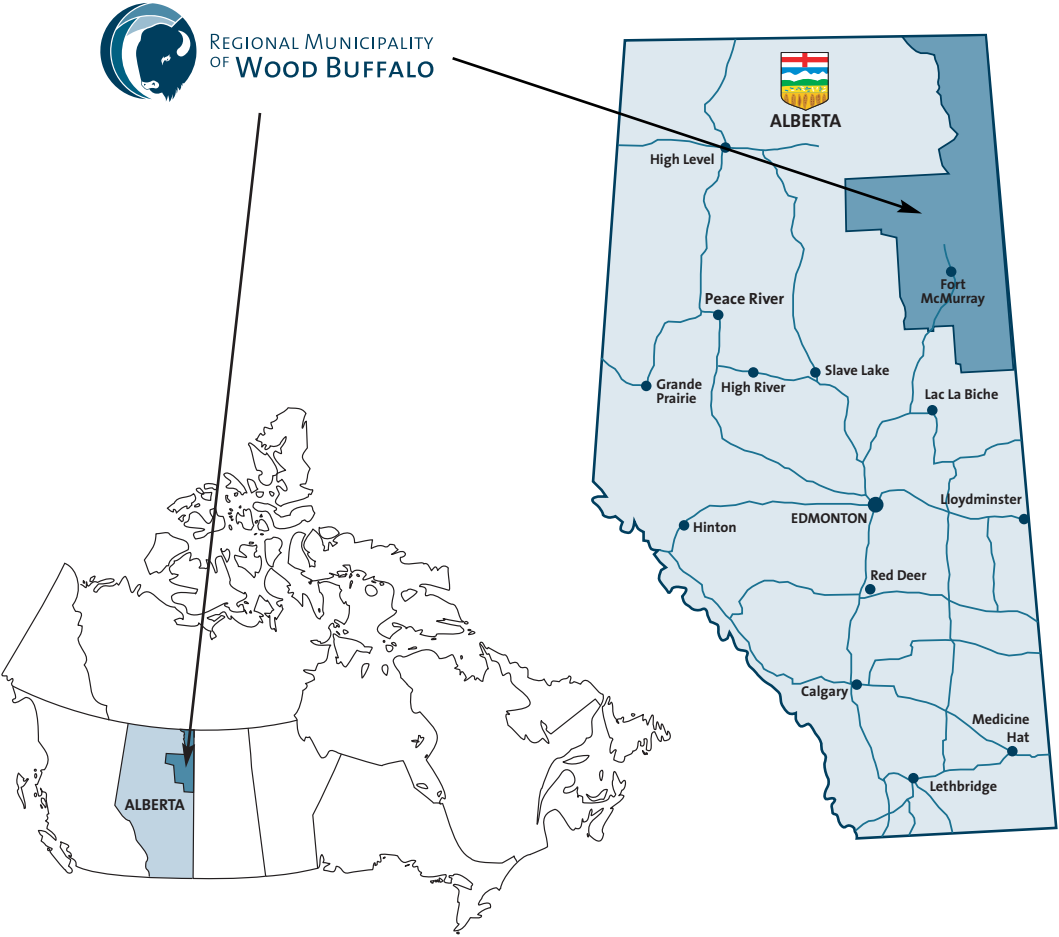 REGIONAL MUNICIPALITY
OF WOOD BUFFALO
ALBERTA
High Level
Fort
McMurray
Peace River
Grande
Prairie
High River
Slave Lake
Lac La Biche
Lloydminster
EDMONTON
Hinton
Red Deer
Calgary
Medicine
Hat
Lethbridge
ALBERTA